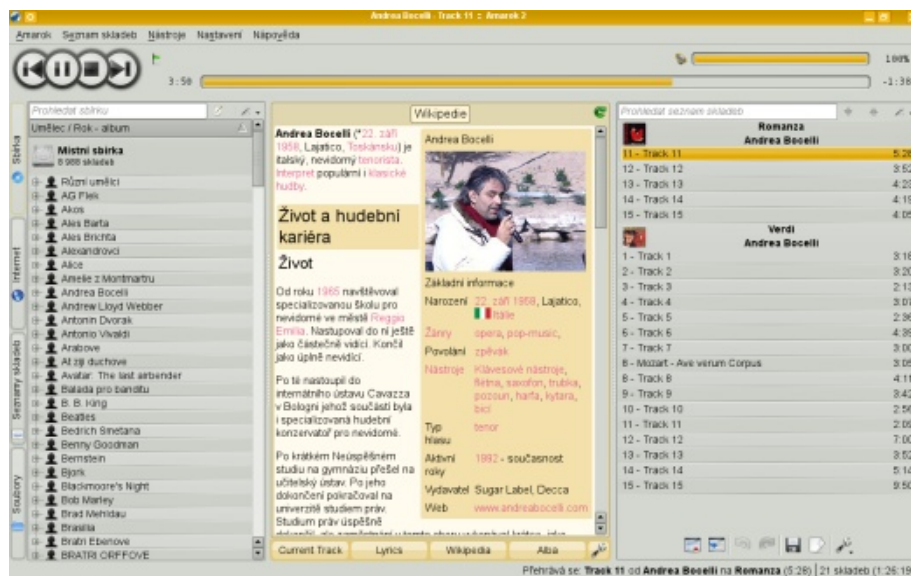 Andrea Bocelli - Track 11 :: Amarok 2
Amarok Seznam skladeb Nástroje Nastavení Nápověda
100%
3:50
-1:38
Prohledat sbírku
Umělec / Rok - album
Místní sbírka
8 988 skladeb
Různí umělci
AG Flek
Akos
Ales Barta
Ales Brichta
Alexandrovci
Alice
Amelie z Montmartru
Andrea Bocelli
Andrew Lloyd Webber
Antonin Dvorak
Antonio Vivaldi
Arabove
At ziji duchove
Avatar: The last airbender
Balada pro banditu
B. B. King
Beatles
Bedrich Smetana
Benny Goodman
Bernstein
Bjork
Blackmoore's Night
Bob Marley
Brad Mehldau
Brasilia
Bratri Ebenove
BRATRI ORFFOVE
Sbírka
Internet
Seznamy skladeb
Soubory
Wikipedie
Andrea Bocelli (*22. září
1958, Lajatico, Toskánsko) je
italský, nevidomý tenorista.
Interpret populární i klasické
hudby.
Život a hudební
kariéra
Život
Od roku 1965 navštěvoval
specializovanou školu pro
nevidomé ve městě Reggio
Emilia. Nastupoval do ní ještě
jako částečně vidící. Končil
jako úplně nevidící.
Po té nastoupil do
internátního ústavu Cavazza
v Bologni jehož součástí byla
i specializovaná hudební
konzervatoř pro nevidomé.
Po krátkém Neúspěšném
studiu na gymnáziu přešel na
učitelský ústav. Po jeho
dokončení pokračoval na
univerzitě studiem práv.
Studium práv úspěšně
Andrea Bocelli
Základní informace
Narození 22. září 1958, Lajatico,
Itálie
Žánry opera, pop-music,
Povolání zpěvák
Nástroje Klávesové nástroje,
flétna, saxofon, trubka,
pozoun, harfa, kytara,
bicí
Typ hlasu tenor
Aktivní roky 1992 - současnost
Vydavatel Sugar Label, Decca
Web www.andreabocelli.com
Current Track Lyrics Wikipedia Alba
Prohledat seznam skladeb
Romanza
Andrea Bocelli
11 - Track 11 5:28
12 - Track 12 3:52
13 - Track 13 4:23
14 - Track 14 4:19
15 - Track 15 4:05
Verdi
Andrea Bocelli
1 - Track 1 3:18
2 - Track 2 3:20
3 - Track 3 2:13
4 - Track 4 3:07
5 - Track 5 2:36
6 - Track 6 4:39
7 - Track 7 3:00
8 - Mozart - Ave verum Corpus 3:05
8 - Track 8 4:11
9 - Track 9 3:42
10 - Track 10 2:56
11 - Track 11 2:09
12 - Track 12 7:00
13 - Track 13 3:52
14 - Track 14 5:14
15 - Track 15 9:50
Přehrává se: Track 11 od Andrea Bocelli na Romanza (5:28) 21 skladeb (1:26:19